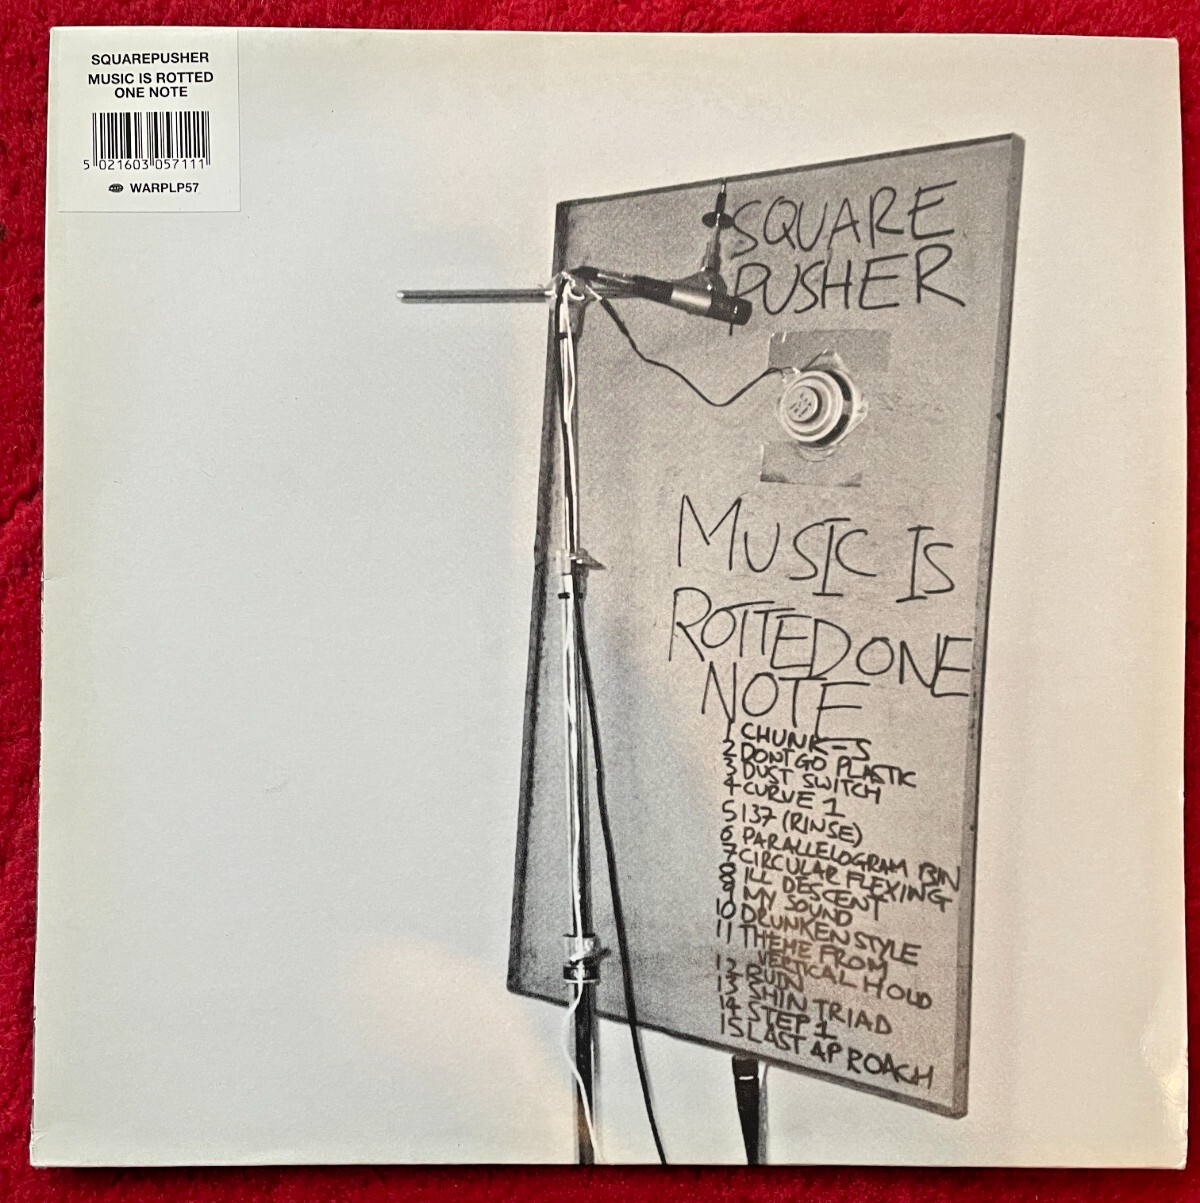 SQUAREPUSHER
MUSIC IS ROTTED
ONE NOTE
5 021603 057111
WARPLP57
SQUARE
PUSHER
MUSIC IS
ROTTED ONE
NOTE
1 CHUNK-S
2 DONT GO PLASTIC
3 DUST SWITCH
4 CURVE 1
5 137 (RINSE)
6 PARALLELOGRAM BIN
7 CIRCULAR FLEXING
8 ILL DESCENT
9 MY SOUND
10 DRUNKEN STYLE
11 THEME FROM
VERTICAL HOLD
12 RUIN
13 SHIN TRIAD
14 STEP 1
15 LAST AP ROACH